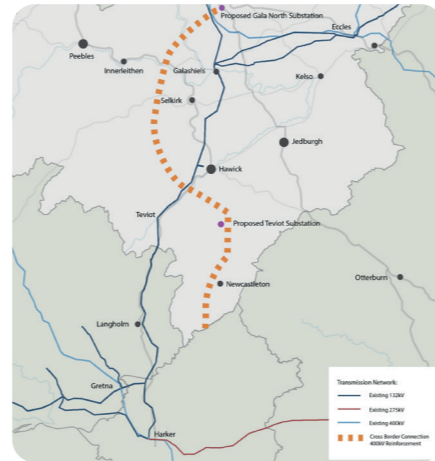 Proposed Gala North Substation
Eccles
Peebles
Innerleithen
Galashiels
Kelso
Selkirk
Jedburgh
Hawick
Teviot
Proposed Teviot Substation
Otterburn
Newcastleton
Langholm
Gretna
Harker
Transmission Network:
Existing 132kV
Existing 275kV
Existing 400kV
Cross Border Connection
400kV Reinforcement